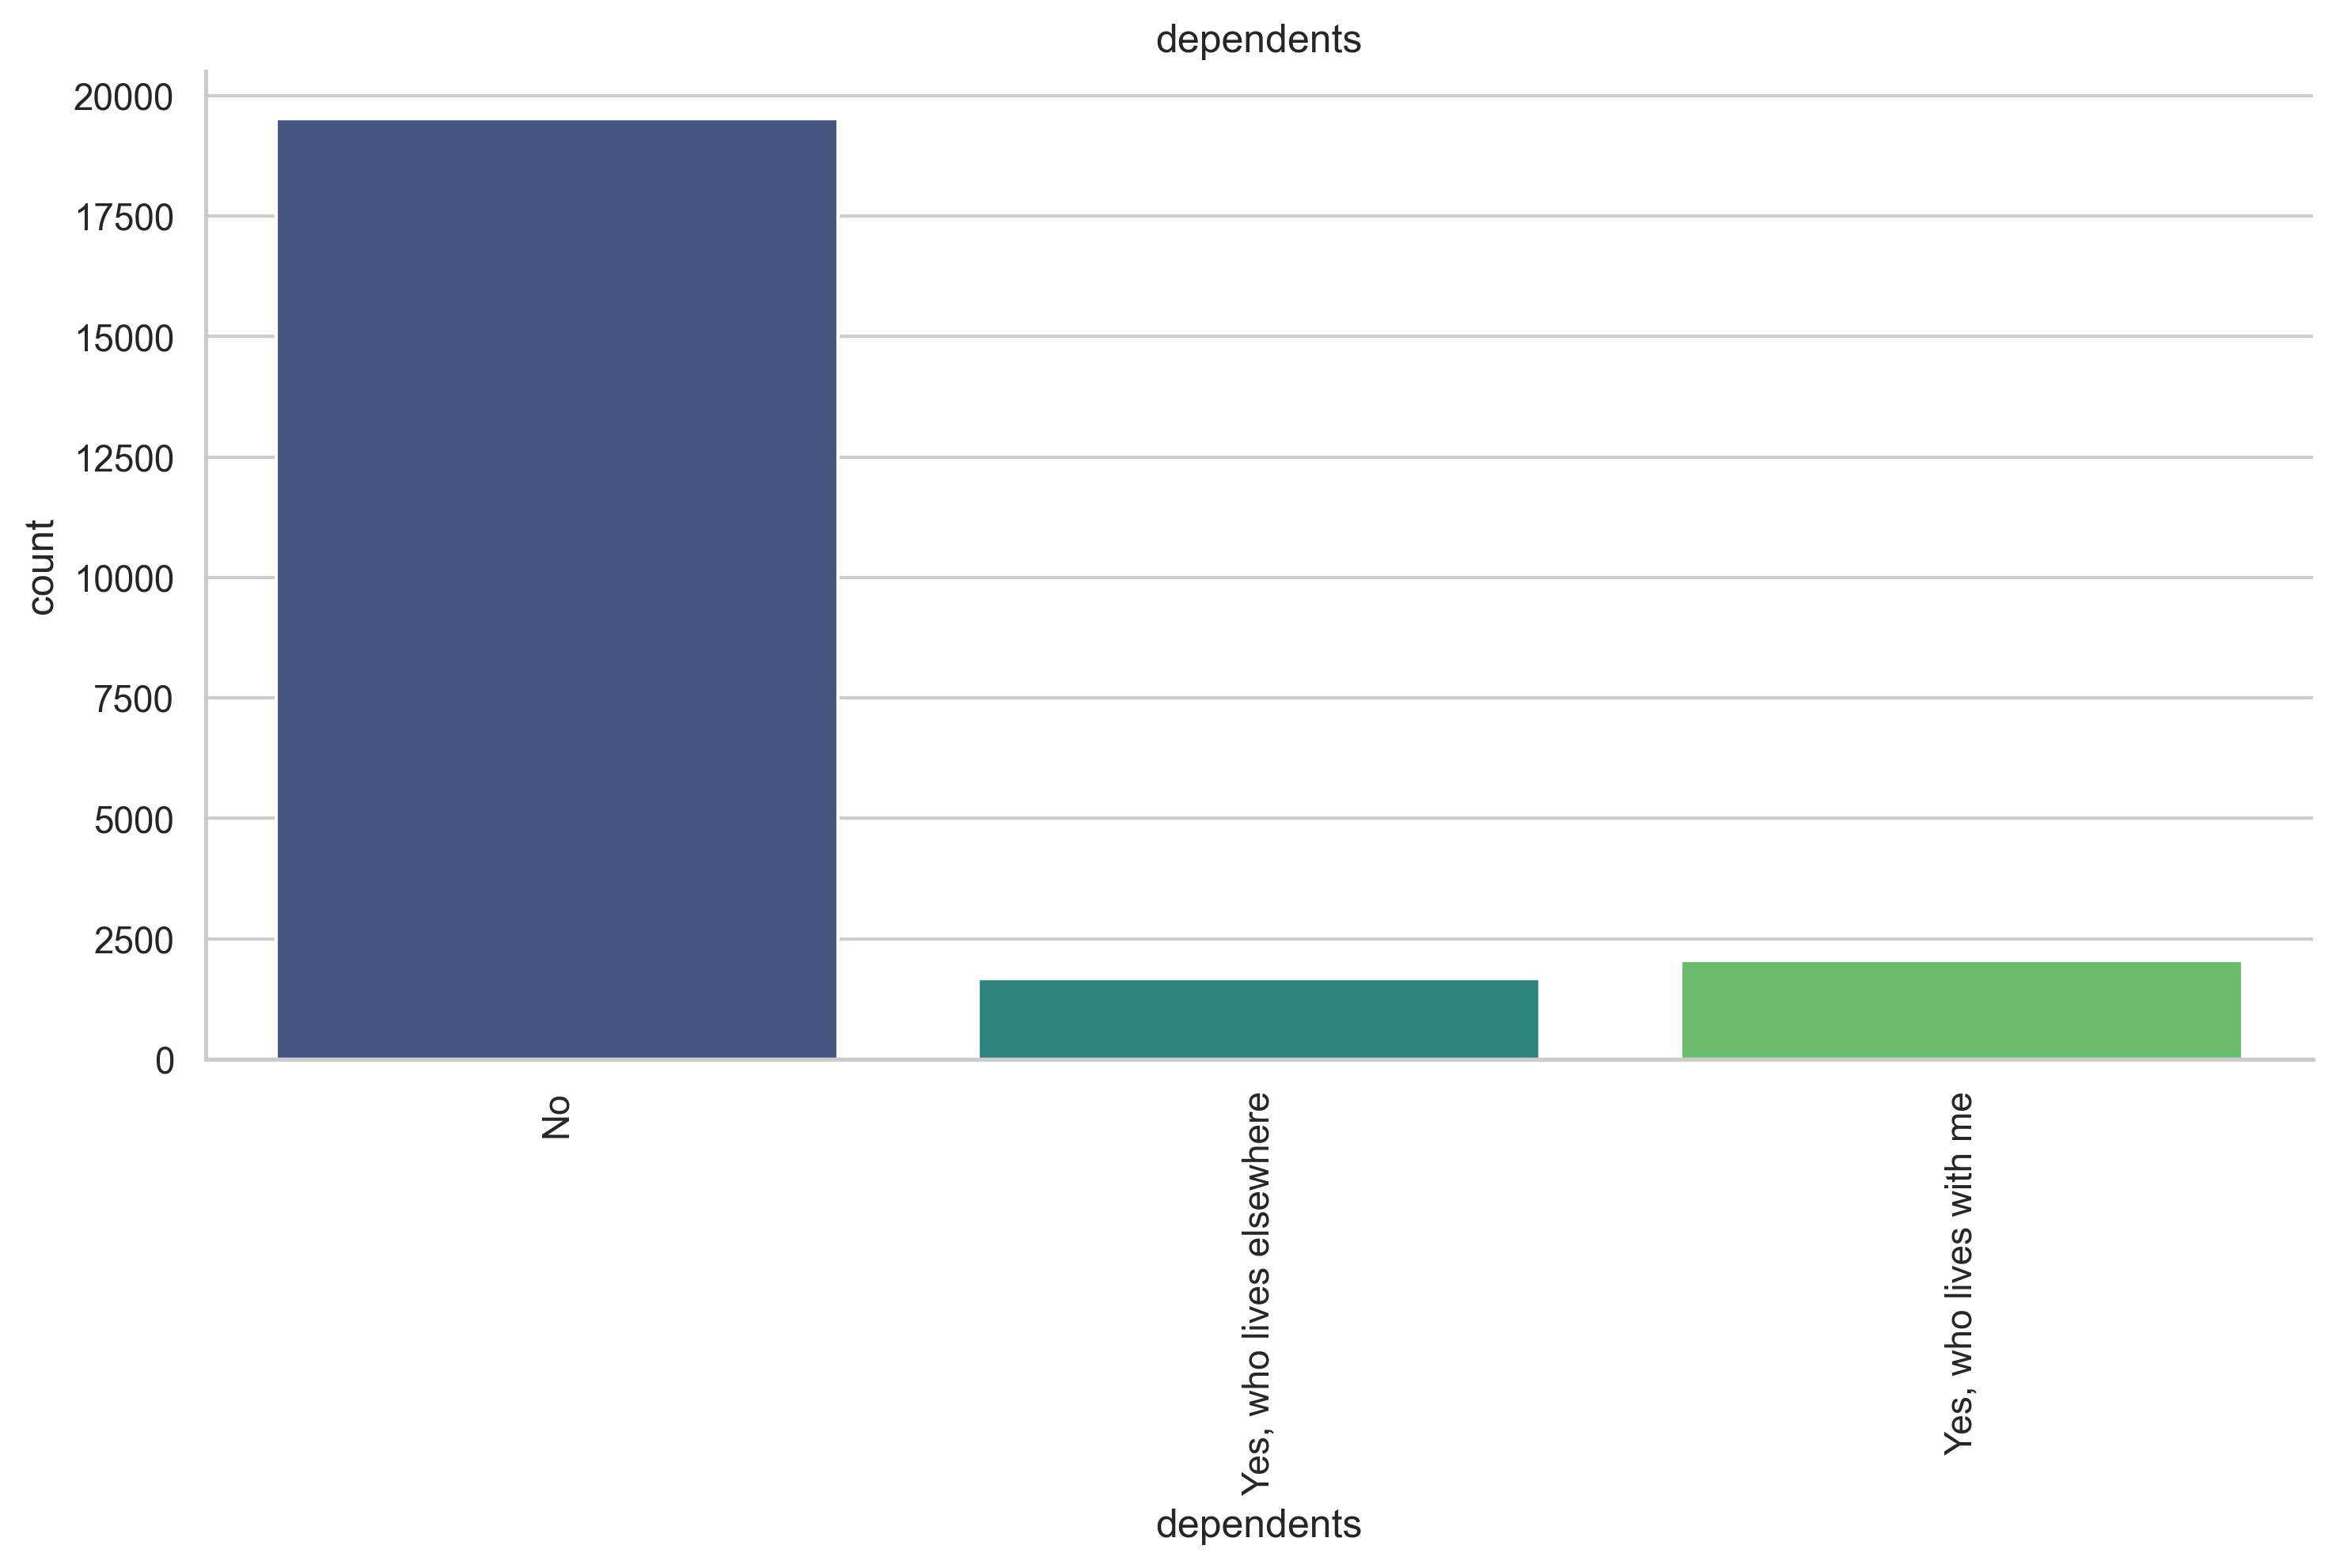 dependents
20000
17500
15000
12500
10000
7500
5000
2500
0
count
No
Yes, who lives elsewhere
Yes, who lives with me
dependents